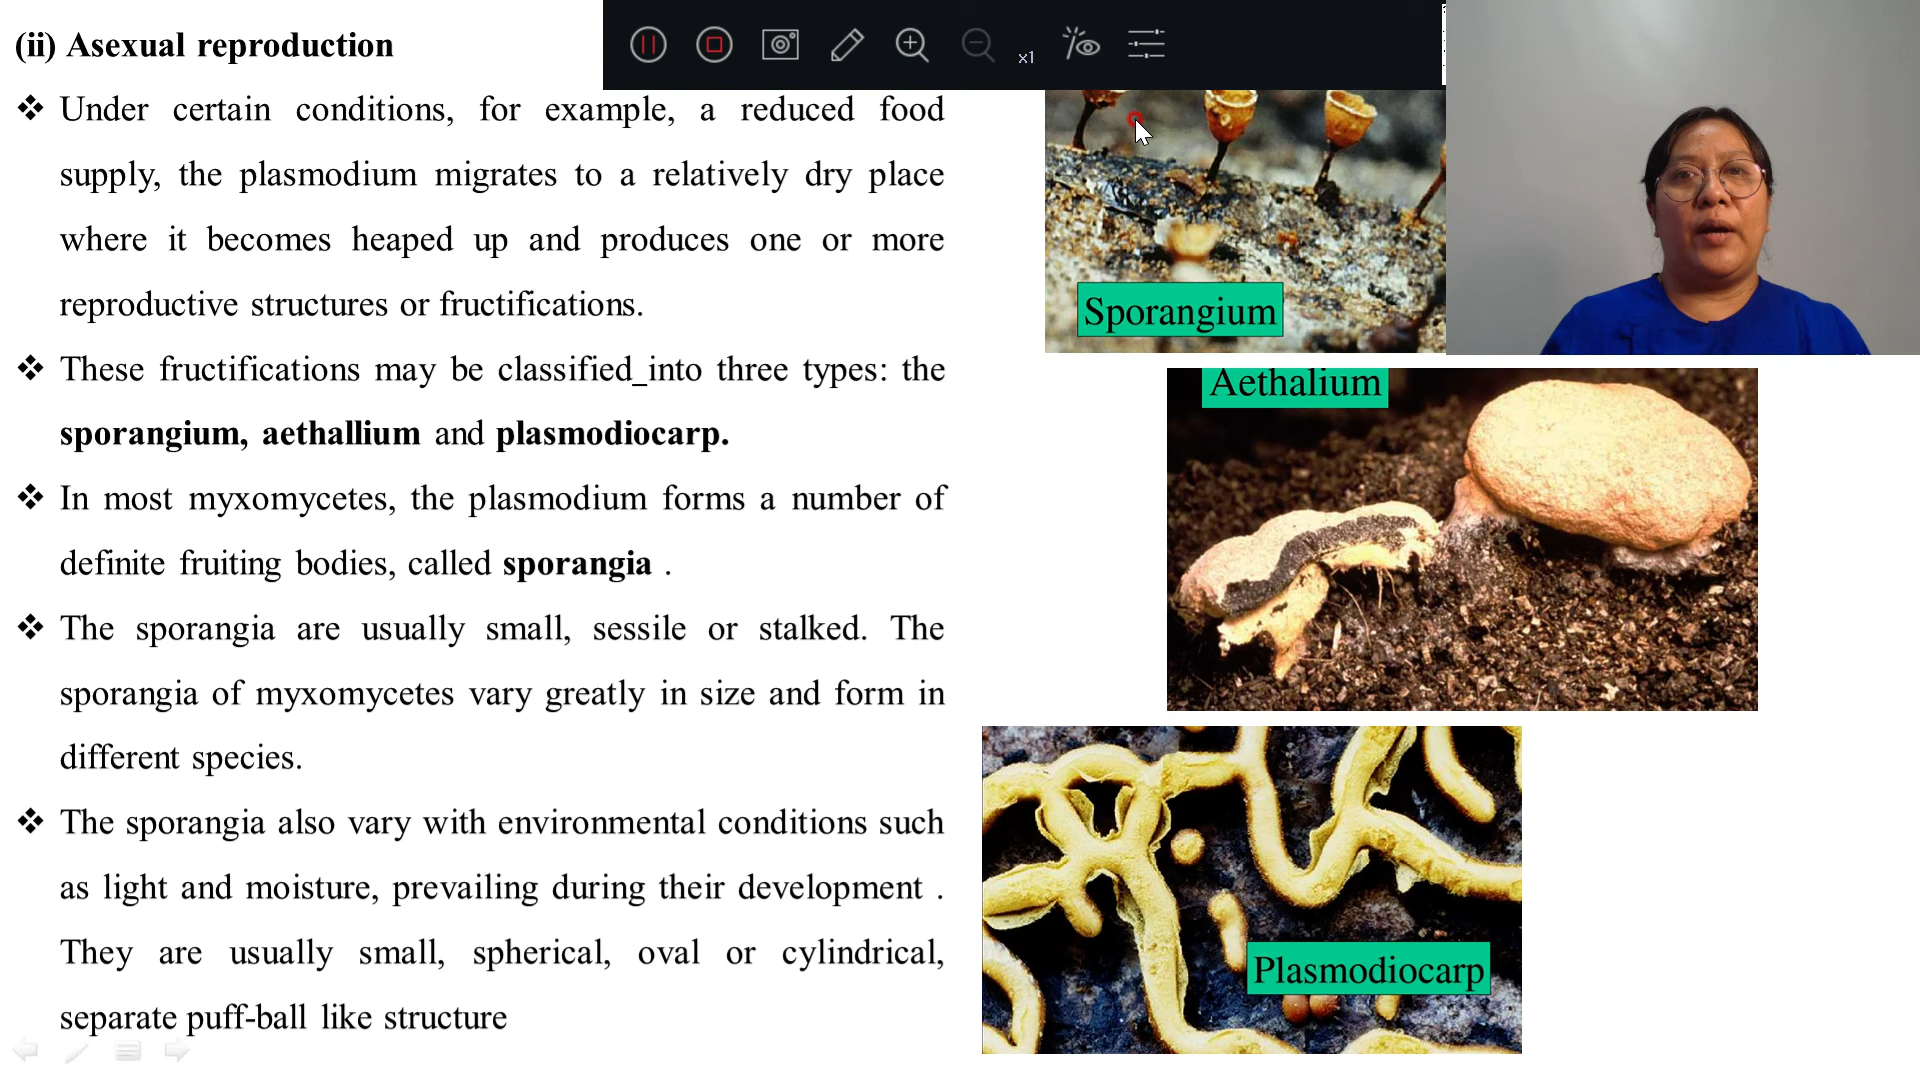 (ii) Asexual reproduction
x1
❖ Under certain conditions, for example, a reduced food
supply, the plasmodium migrates to a relatively dry place
where it becomes heaped up and produces one or more
reproductive structures or fructifications.
❖ These fructifications may be classified_into three types: the
sporangium, aethallium and plasmodiocarp.
❖ In most myxomycetes, the plasmodium forms a number of
definite fruiting bodies, called sporangia .
❖ The sporangia are usually small, sessile or stalked. The
sporangia of myxomycetes vary greatly in size and form in
different species.
❖ The sporangia also vary with environmental conditions such
as light and moisture, prevailing during their development .
They are usually small, spherical, oval or cylindrical,
separate puff-ball like structure
Sporangium
Aethalium
Plasmodiocarp